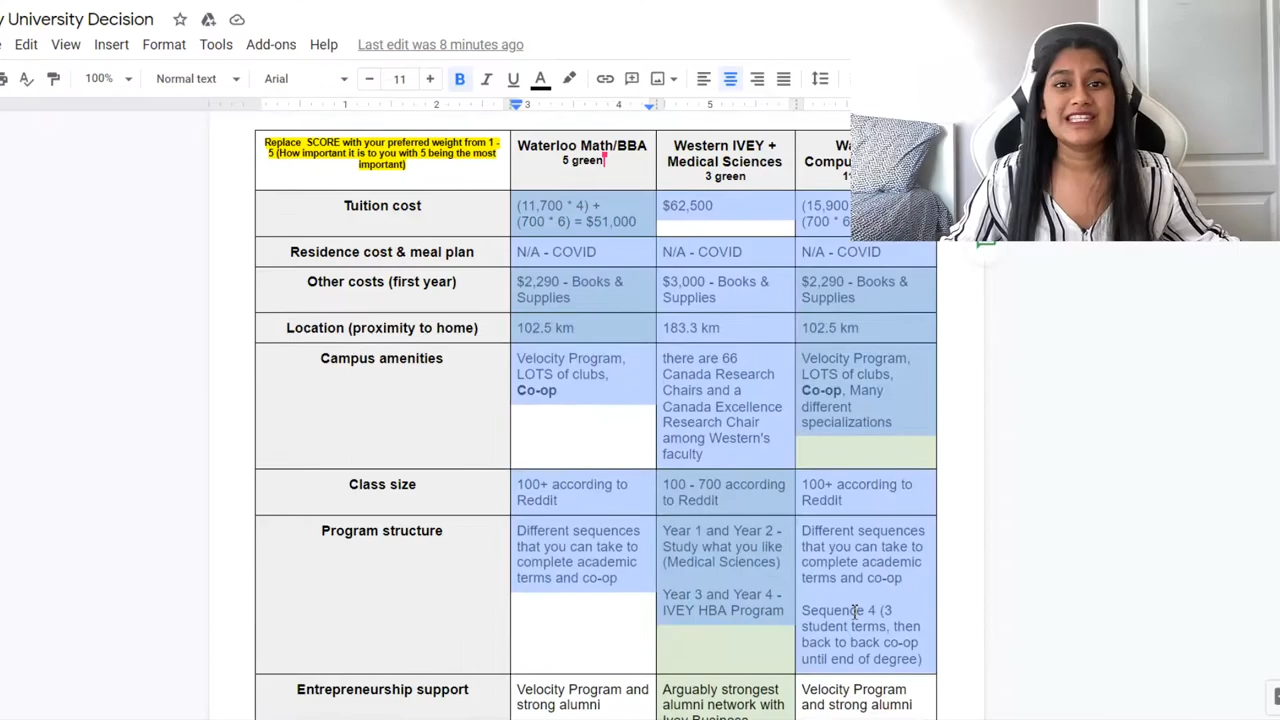 University Decision
Edit View Insert Format Tools Add-ons Help Last edit was 8 minutes ago
100% Normal text Arial 11 B I U A
1 2 3 4 5
Replace SCORE with your preferred weight from 1 -
5 (How important it is to you with 5 being the most
important)
Waterloo Math/BBA
5 green
Western IVEY +
Medical Sciences
3 green
Tuition cost
(11,700 * 4) +
(700 * 6) = $51,000
$62,500
(15,900
(700 * 6
Residence cost & meal plan
N/A - COVID
N/A - COVID
N/A - COVID
Other costs (first year)
$2,290 - Books &
Supplies
$3,000 - Books &
Supplies
$2,290 - Books &
Supplies
Location (proximity to home)
102.5 km
183.3 km
102.5 km
Campus amenities
Velocity Program,
LOTS of clubs,
Co-op
there are 66
Canada Research
Chairs and a
Canada Excellence
Research Chair
among Western's
faculty
Velocity Program,
LOTS of clubs,
Co-op, Many
different
specializations
Class size
100+ according to
Reddit
100 - 700 according
to Reddit
100+ according to
Reddit
Program structure
Different sequences
that you can take to
complete academic
terms and co-op
Year 1 and Year 2 -
Study what you like
(Medical Sciences)
Year 3 and Year 4 -
IVEY HBA Program
Different sequences
that you can take to
complete academic
terms and co-op
Sequence 4 (3
student terms, then
back to back co-op
until end of degree)
Entrepreneurship support
Velocity Program and
strong alumni
Arguably strongest
alumni network with
Ivey Business
Velocity Program
and strong alumni